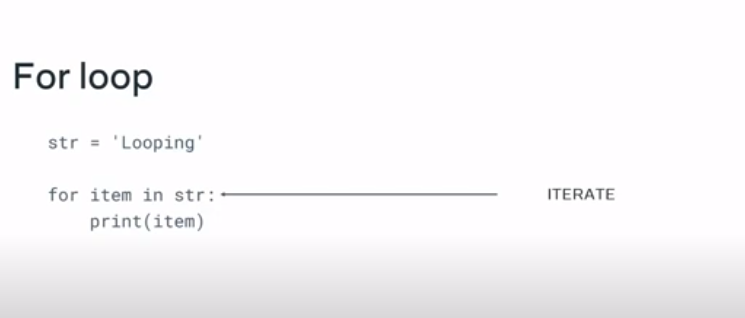 For loop
str = 'Looping'
for item in str: ITERATE
print(item)